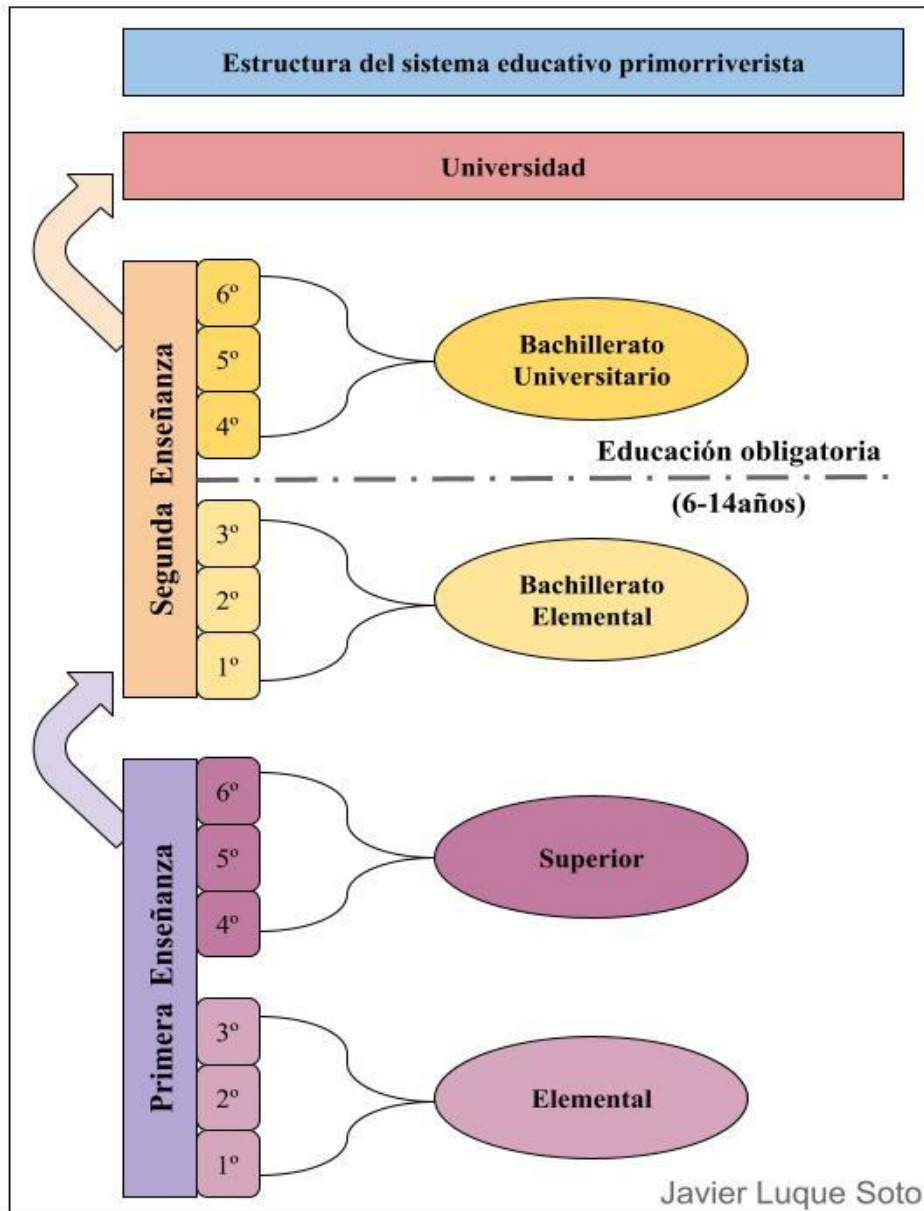 Estructura del sistema educativo primorriverista
Universidad
Segunda Enseñanza
6º
5º
4º
Bachillerato
Universitario
Educación obligatoria
(6-14años)
3º
2º
1º
Bachillerato
Elemental
Primera Enseñanza
6º
5º
4º
Superior
3º
2º
1º
Elemental
Javier Luque Soto